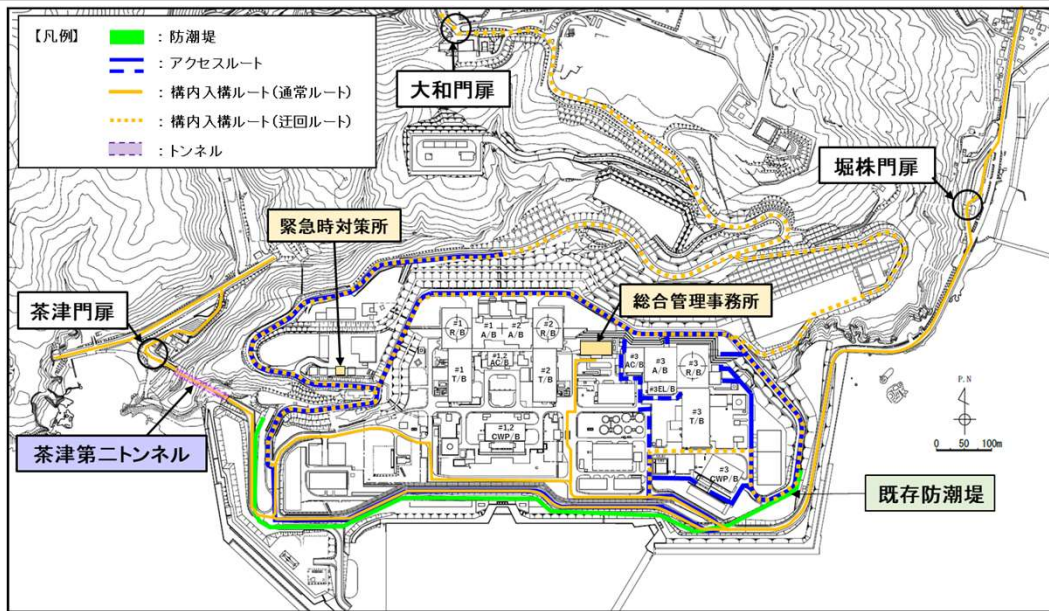 【凡例】
：防潮堤
：アクセスルート
：構内入構ルート(通常ルート)
：構内入構ルート(迂回ルート)
：トンネル
大和門扉
堀株門扉
緊急時対策所
総合管理事務所
茶津門扉
茶津第二トンネル
既存防潮堤
#1
R/B
#1
A/B
#2
A/B
#2
R/B
#1,2
AC/B
#1
T/B
#2
T/B
#1,2
CWP/B
#3
AC/B
#3
A/B
#3
R/B
#3EL/B
#3
T/B
#3
CWP/B
P.N
0 50 100m